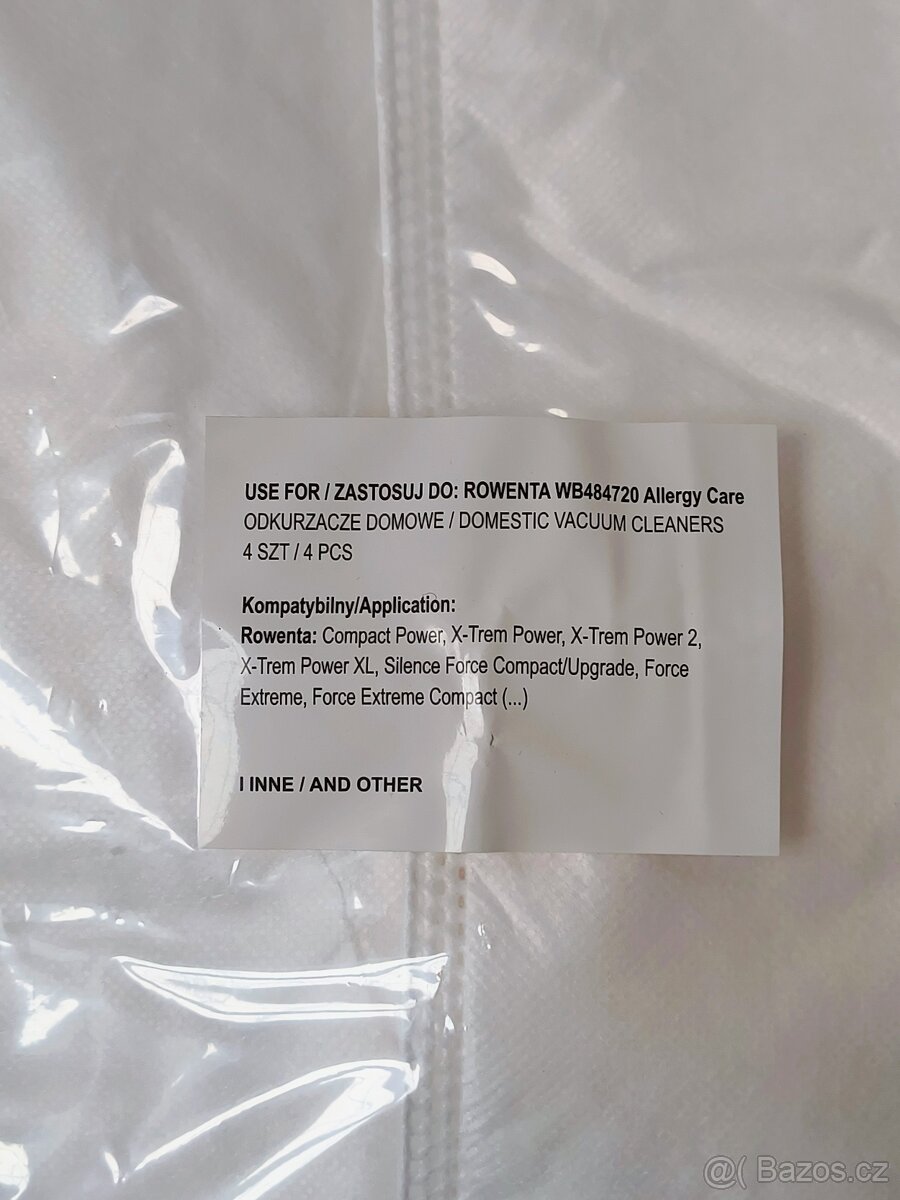 USE FOR / ZASTOSUJ DO: ROWENTA WB484720 Allergy Care
ODKURZACZE DOMOWE / DOMESTIC VACUUM CLEANERS
4 SZT / 4 PCS
Kompatybilny/Application:
Rowenta: Compact Power, X-Trem Power, X-Trem Power 2,
X-Trem Power XL, Silence Force Compact/Upgrade, Force
Extreme, Force Extreme Compact (...)
I INNE / AND OTHER
@( Bazos.cz